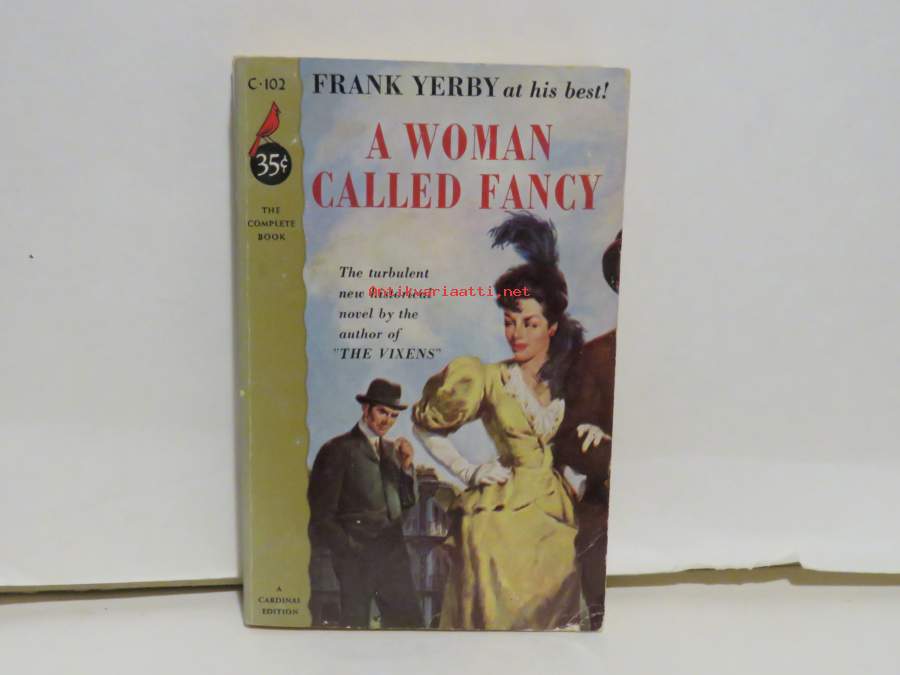 C·102
FRANK YERBY at his best!
A WOMAN
CALLED FANCY
35¢
THE
COMPLETE
BOOK
The turbulent
new historical
novel by the
author of
"THE VIXENS"
Antikvariaatti.net
A
CARDINAL
EDITION